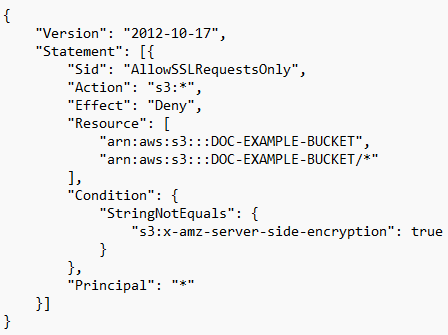 {
    "Version": "2012-10-17",
    "Statement": [{
        "Sid": "AllowSSLRequestsOnly",
        "Action": "s3:*",
        "Effect": "Deny",
        "Resource": [
            "arn:aws:s3:::DOC-EXAMPLE-BUCKET",
            "arn:aws:s3:::DOC-EXAMPLE-BUCKET/*"
        ],
        "Condition": {
            "StringNotEquals": {
                "s3:x-amz-server-side-encryption": true
            }
        },
        "Principal": "*"
    }]
}